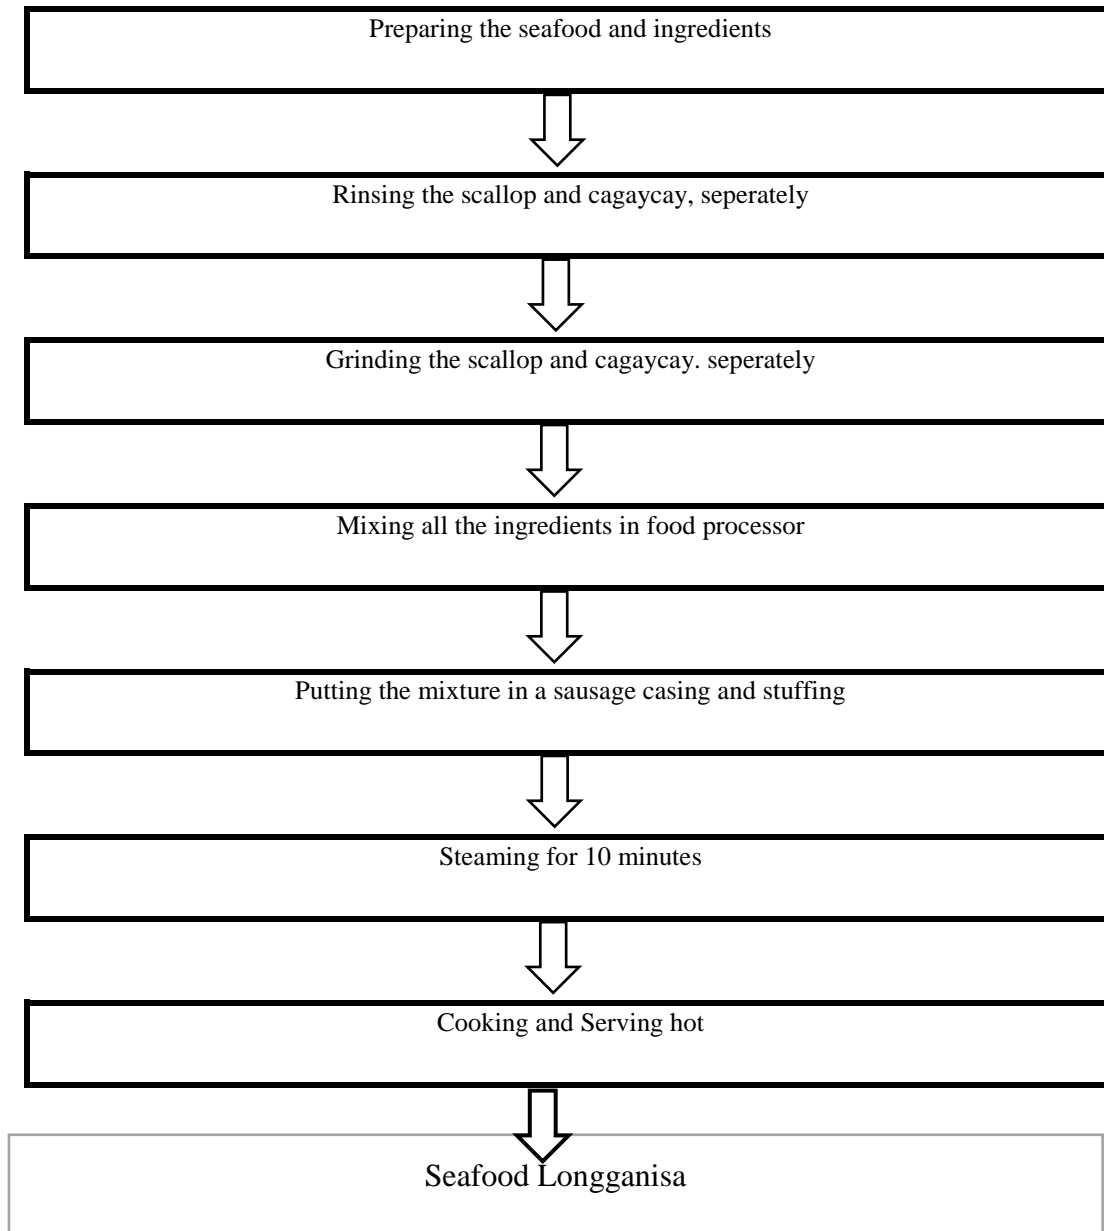 Preparing the seafood and ingredients
Rinsing the scallop and cagaycay, seperately
Grinding the scallop and cagaycay. seperately
Mixing all the ingredients in food processor
Putting the mixture in a sausage casing and stuffing
Steaming for 10 minutes
Cooking and Serving hot
Seafood Longganisa